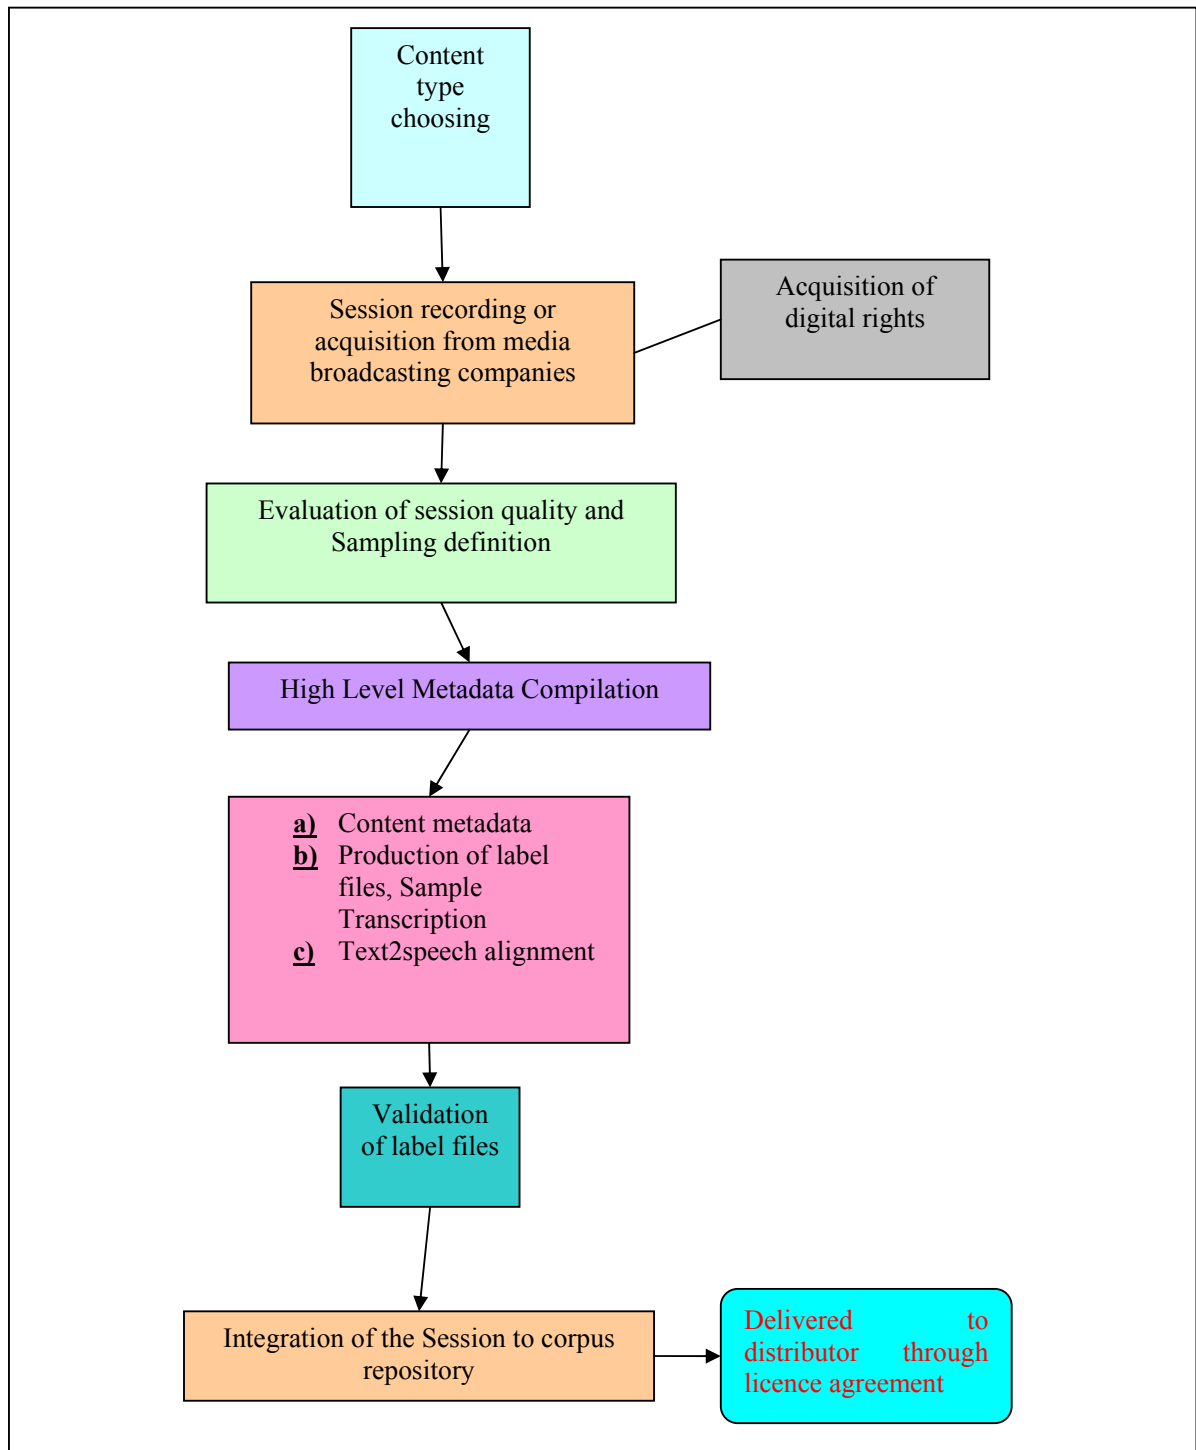 Content
type
choosing
Session recording or
acquisition from media
broadcasting companies
Acquisition of
digital rights
Evaluation of session quality and
Sampling definition
High Level Metadata Compilation
a) Content metadata
b) Production of label
files, Sample
Transcription
c) Text2speech alignment
Validation
of label files
Integration of the Session to corpus
repository
Delivered to
distributor through
licence agreement